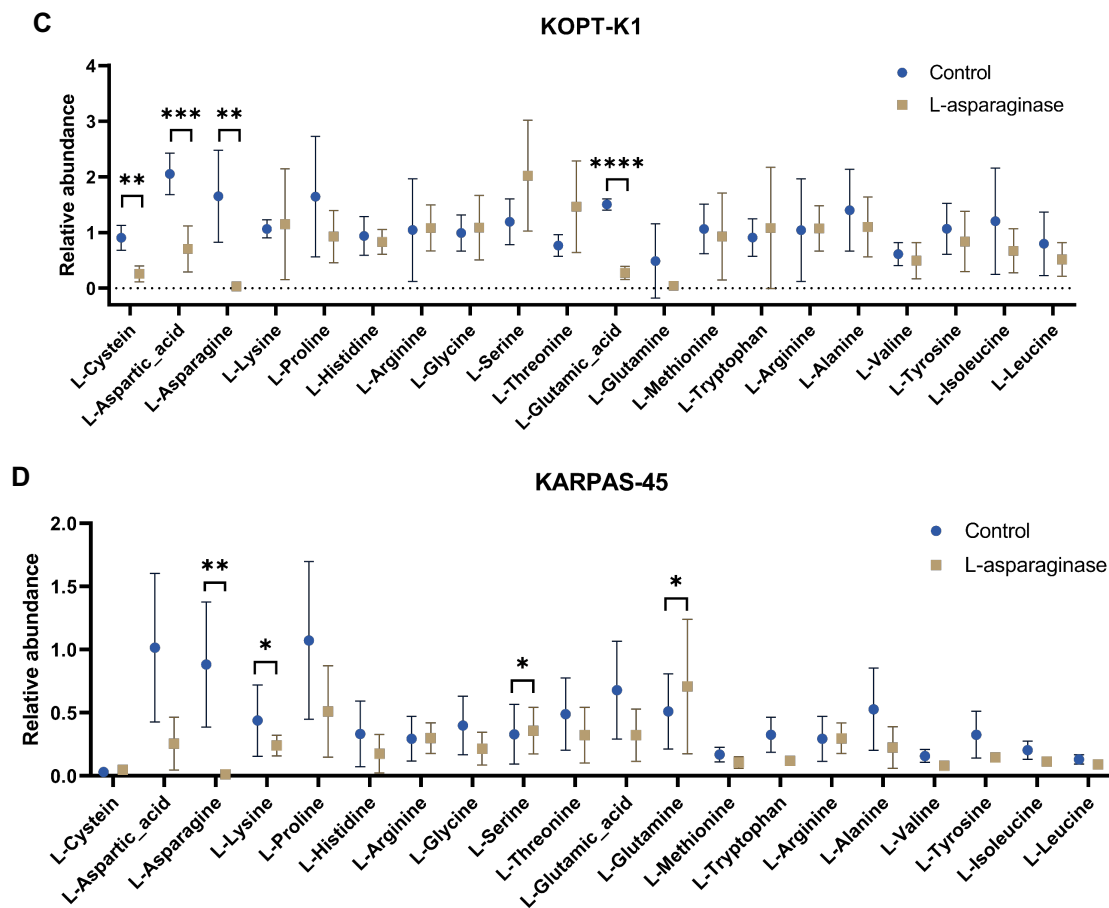 C
KOPT-K1
Relative abundance
4
3
2
1
0
** *** ** ****
Control
L-asparaginase
L-Cystein
L-Aspartic_acid
L-Asparagine
L-Lysine
L-Proline
L-Histidine
L-Arginine
L-Glycine
L-Serine
L-Threonine
L-Glutamic_acid
L-Glutamine
L-Methionine
L-Tryptophan
L-Arginine
L-Alanine
L-Valine
L-Tyrosine
L-Isoleucine
L-Leucine
D
KARPAS-45
Relative abundance
2.0
1.5
1.0
0.5
0.0
** * * *
Control
L-asparaginase
L-Cystein
L-Aspartic_acid
L-Asparagine
L-Lysine
L-Proline
L-Histidine
L-Arginine
L-Glycine
L-Serine
L-Threonine
L-Glutamic_acid
L-Glutamine
L-Methionine
L-Tryptophan
L-Arginine
L-Alanine
L-Valine
L-Tyrosine
L-Isoleucine
L-Leucine